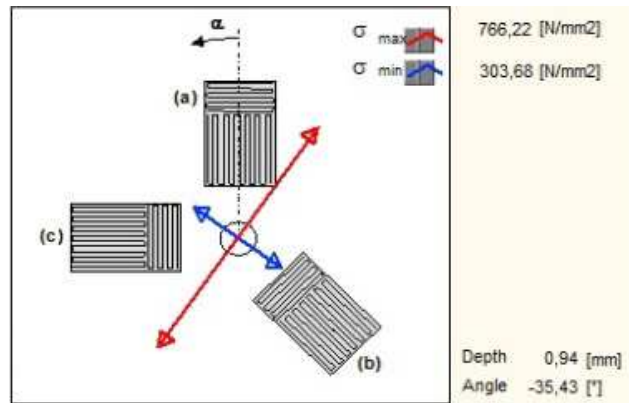 α
σ max 766,22 [N/mm2]
σ min 303,68 [N/mm2]
(a)
(c)
(b)
Depth 0,94 [mm]
Angle -35,43 [°]